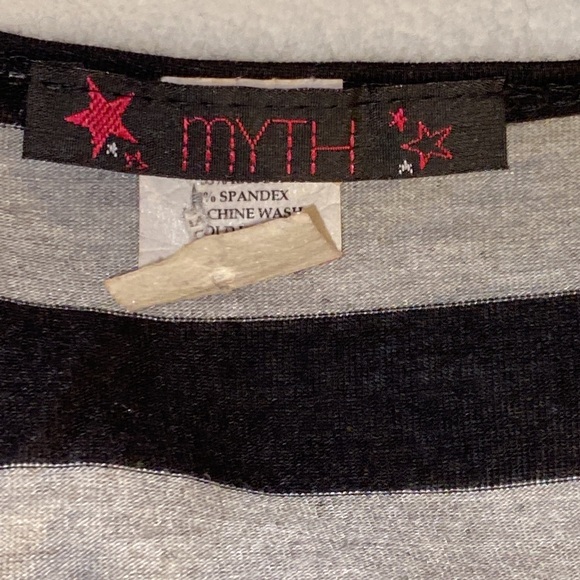 MYTH
% SPANDEX
CHINE WASH